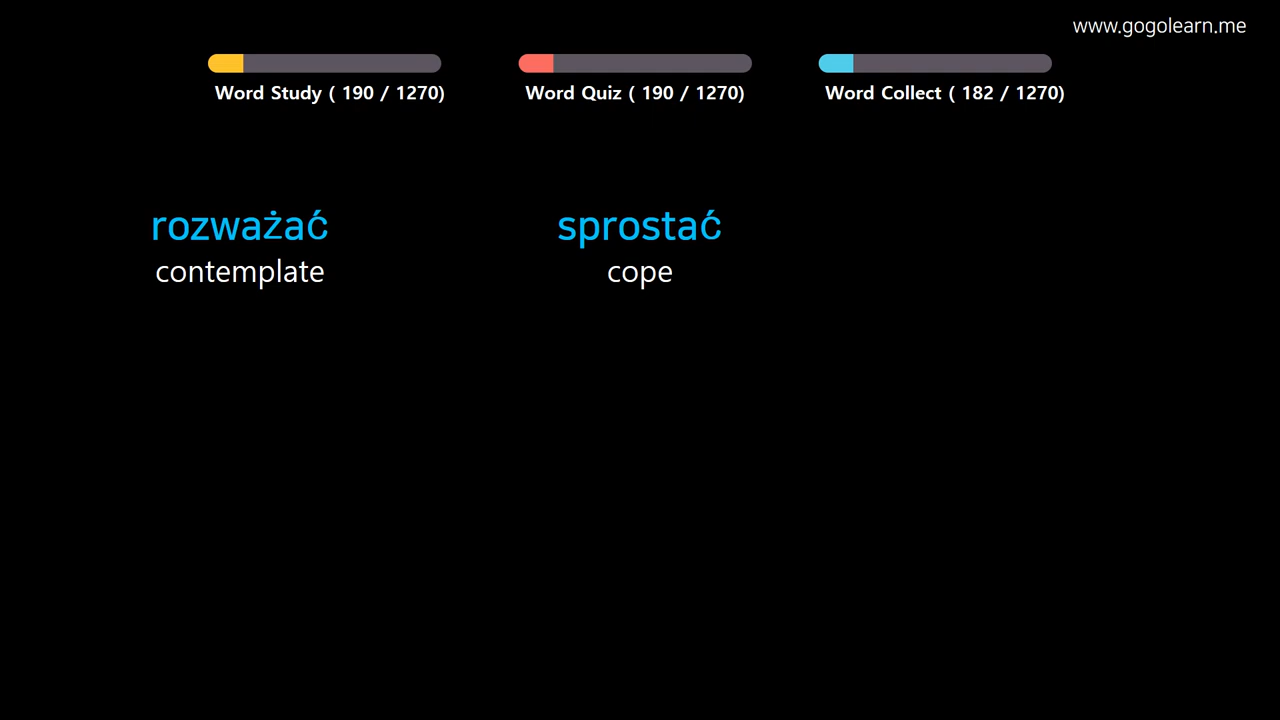 www.gogolearn.me
Word Study ( 190 / 1270)
Word Quiz ( 190 / 1270)
Word Collect ( 182 / 1270)
rozważać
contemplate
sprostać
cope